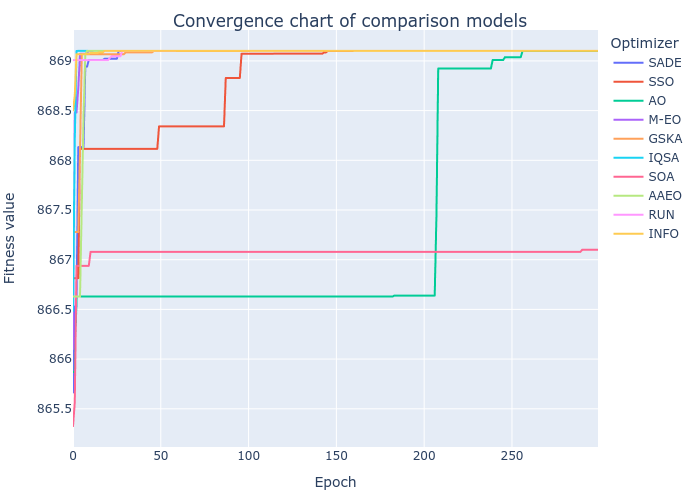 Convergence chart of comparison models
Fitness value
869
868.5
868
867.5
867
866.5
866
865.5
0
50
100
150
200
250
Epoch
Optimizer
SADE
SSO
AO
M-EO
GSKA
IQSA
SOA
AAEO
RUN
INFO